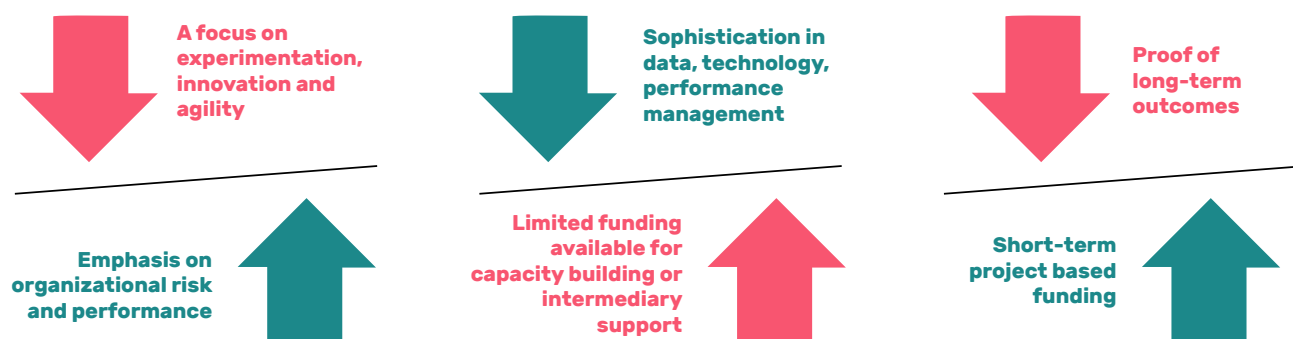 A focus on
experimentation,
innovation and
agility
Emphasis on
organizational risk
and performance
Sophistication in
data, technology,
performance
management
Limited funding
available for
capacity building or
intermediary
support
Proof of
long-term
outcomes
Short-term
project based
funding